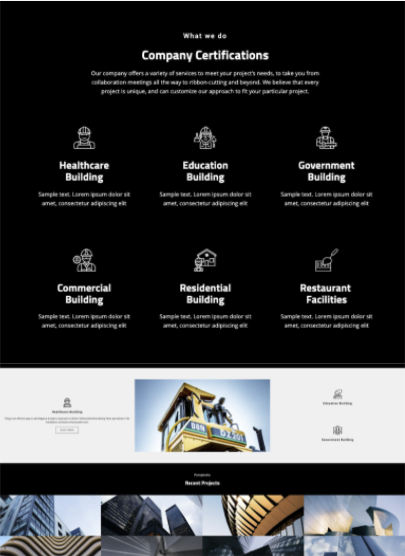 What we do
Company Certifications
Our company offers a variety of services to meet your project's needs, to take you from
collaboration meetings all the way to ribbon-cutting and beyond. We believe that every
project is unique, and can customize our approach to fit your particular project.
Healthcare
Building
Education
Building
Government
Building
Sample text. Lorem ipsum dolor sit
amet, consectetur adipiscing elit
Sample text. Lorem ipsum dolor sit
amet, consectetur adipiscing elit
Sample text. Lorem ipsum dolor sit
amet, consectetur adipiscing elit
Commercial
Building
Residential
Building
Restaurant
Facilities
Sample text. Lorem ipsum dolor sit
amet, consectetur adipiscing elit
Sample text. Lorem ipsum dolor sit
amet, consectetur adipiscing elit
Sample text. Lorem ipsum dolor sit
amet, consectetur adipiscing elit
Healthcare Building
Education Building
Government Building
Recent Projects